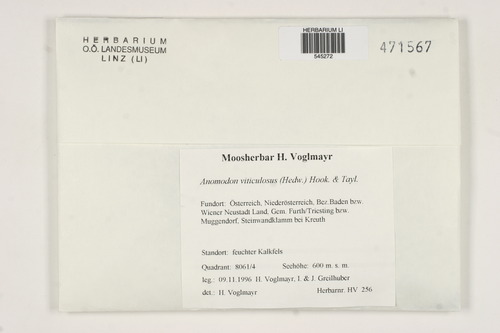 HERBARIUM
O.Ö. LANDESMUSEUM
LINZ (LI)
HERBARIUM LI
545272
471567
Moosherbar H. Voglmayr
Anomodon viticulosus (Hedw.) Hook. & Tayl.
Fundort: Österreich, Niederösterreich, Bez.Baden bzw.
Wiener Neustadt Land, Gem. Furth/Triesting bzw.
Muggendorf, Steinwandklamm bei Kreuth
Standort: feuchter Kalkfels
Quadrant: 8061/4 Seehöhe: 600 m. s. m.
leg.: 09.11.1996 H. Voglmayr, I. & J. Greilhuber
det.: H. Voglmayr Herbarnr. HV 256